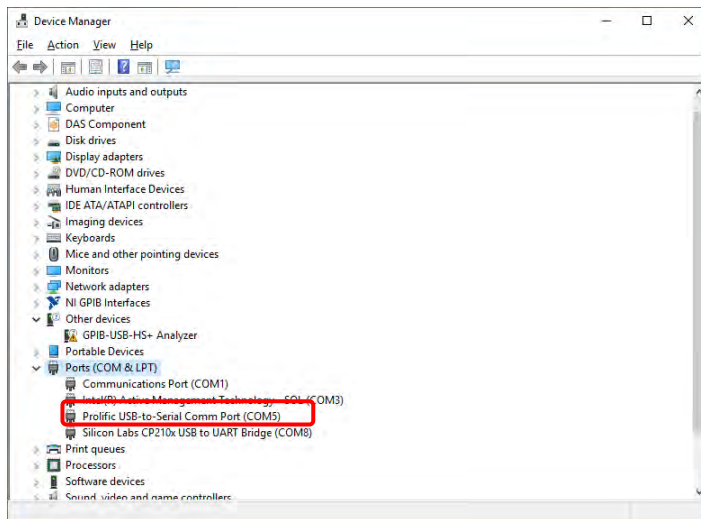 Device Manager
File Action View Help
Audio inputs and outputs
Computer
DAS Component
Disk drives
Display adapters
DVD/CD-ROM drives
Human Interface Devices
IDE ATA/ATAPI controllers
Imaging devices
Keyboards
Mice and other pointing devices
Monitors
Network adapters
NI GPIB Interfaces
Other devices
GPIB-USB-HS+ Analyzer
Portable Devices
Ports (COM & LPT)
Communications Port (COM1)
Intel(R) Active Management Technology - SOL (COM3)
Prolific USB-to-Serial Comm Port (COM5)
Silicon Labs CP210x USB to UART Bridge (COM8)
Print queues
Processors
Software devices
Sound, video and game controllers